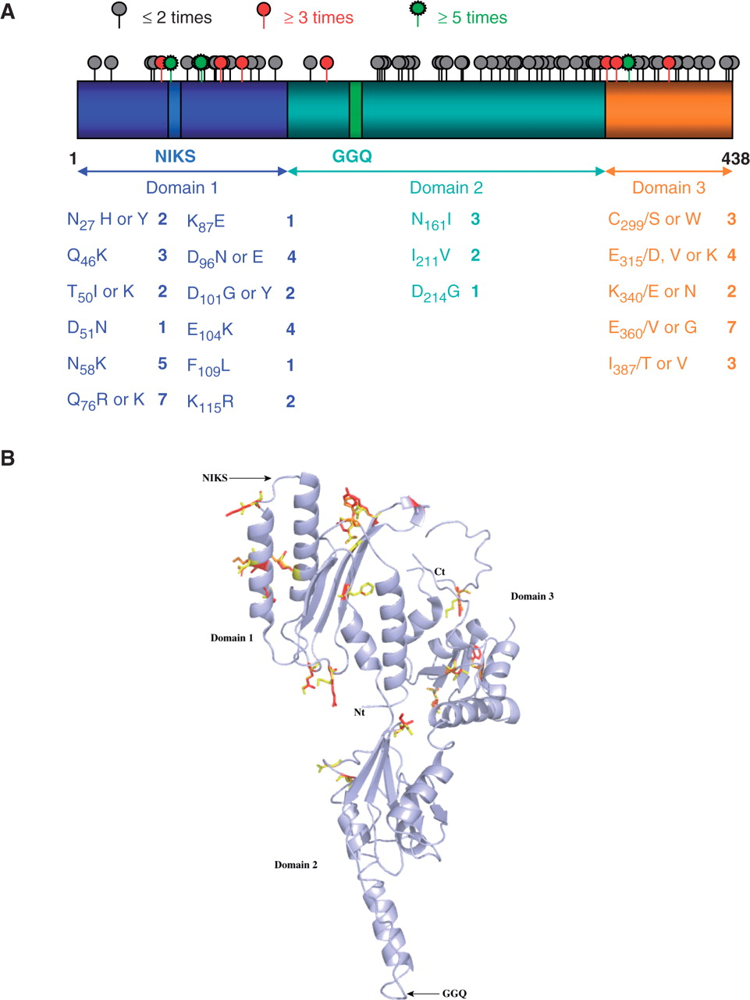 A
≤ 2 times ≥ 3 times ≥ 5 times
1 NIKS GGQ 438
Domain 1 Domain 2 Domain 3
N27 H or Y 2 K87E 1 N161I 3 C299/S or W 3
Q46K 3 D96N or E 4 I211V 2 E315/D, V or K 4
T50I or K 2 D101G or Y 2 D214G 1 K340/E or N 2
D51N 1 E104K 4 E360/V or G 7
N58K 5 F109L 1 I387/T or V 3
Q76R or K 7 K115R 2
B
NIKS
Ct
Domain 3
Domain 1
Nt
Domain 2
GGQ